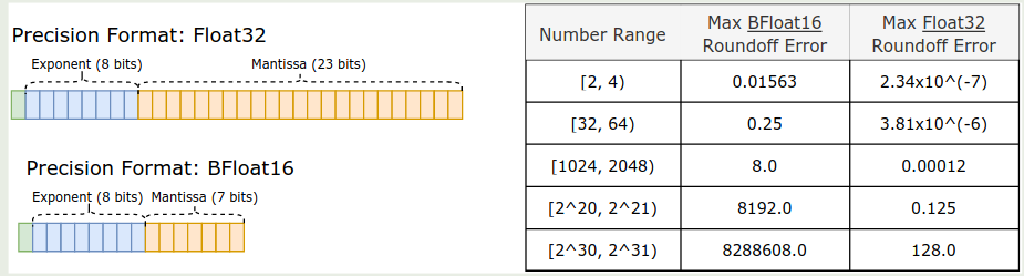 Precision Format: Float32
Exponent (8 bits)
Mantissa (23 bits)
Precision Format: BFloat16
Exponent (8 bits)
Mantissa (7 bits)
Number Range
Max BFloat16
Roundoff Error
Max Float32
Roundoff Error
[2, 4)
0.01563
2.34x10^(-7)
[32, 64)
0.25
3.81x10^(-6)
[1024, 2048)
8.0
0.00012
[2^20, 2^21)
8192.0
0.125
[2^30, 2^31)
8288608.0
128.0